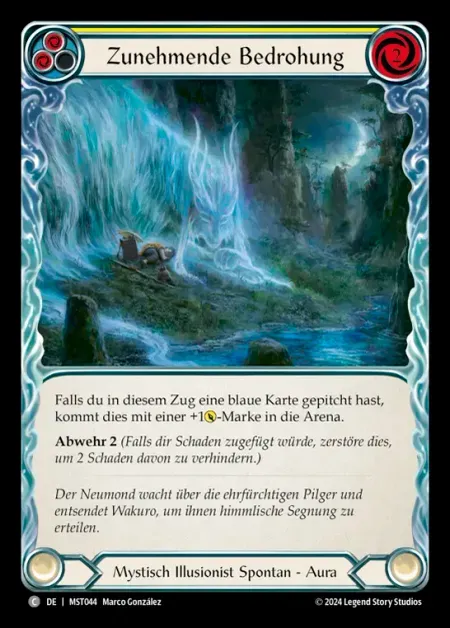 Zunehmende Bedrohung
2
Falls du in diesem Zug eine blaue Karte gepitcht hast,
kommt dies mit einer +1-Marke in die Arena.
Abwehr 2 (Falls dir Schaden zugefügt würde, zerstöre dies,
um 2 Schaden davon zu verhindern.)
Der Neumond wacht über die ehrfürchtigen Pilger und
entsendet Wakuro, um ihnen himmlische Segnung zu
erteilen.
Mystisch Illusionist Spontan - Aura
C DE | MST044 Marco González © 2024 Legend Story Studios